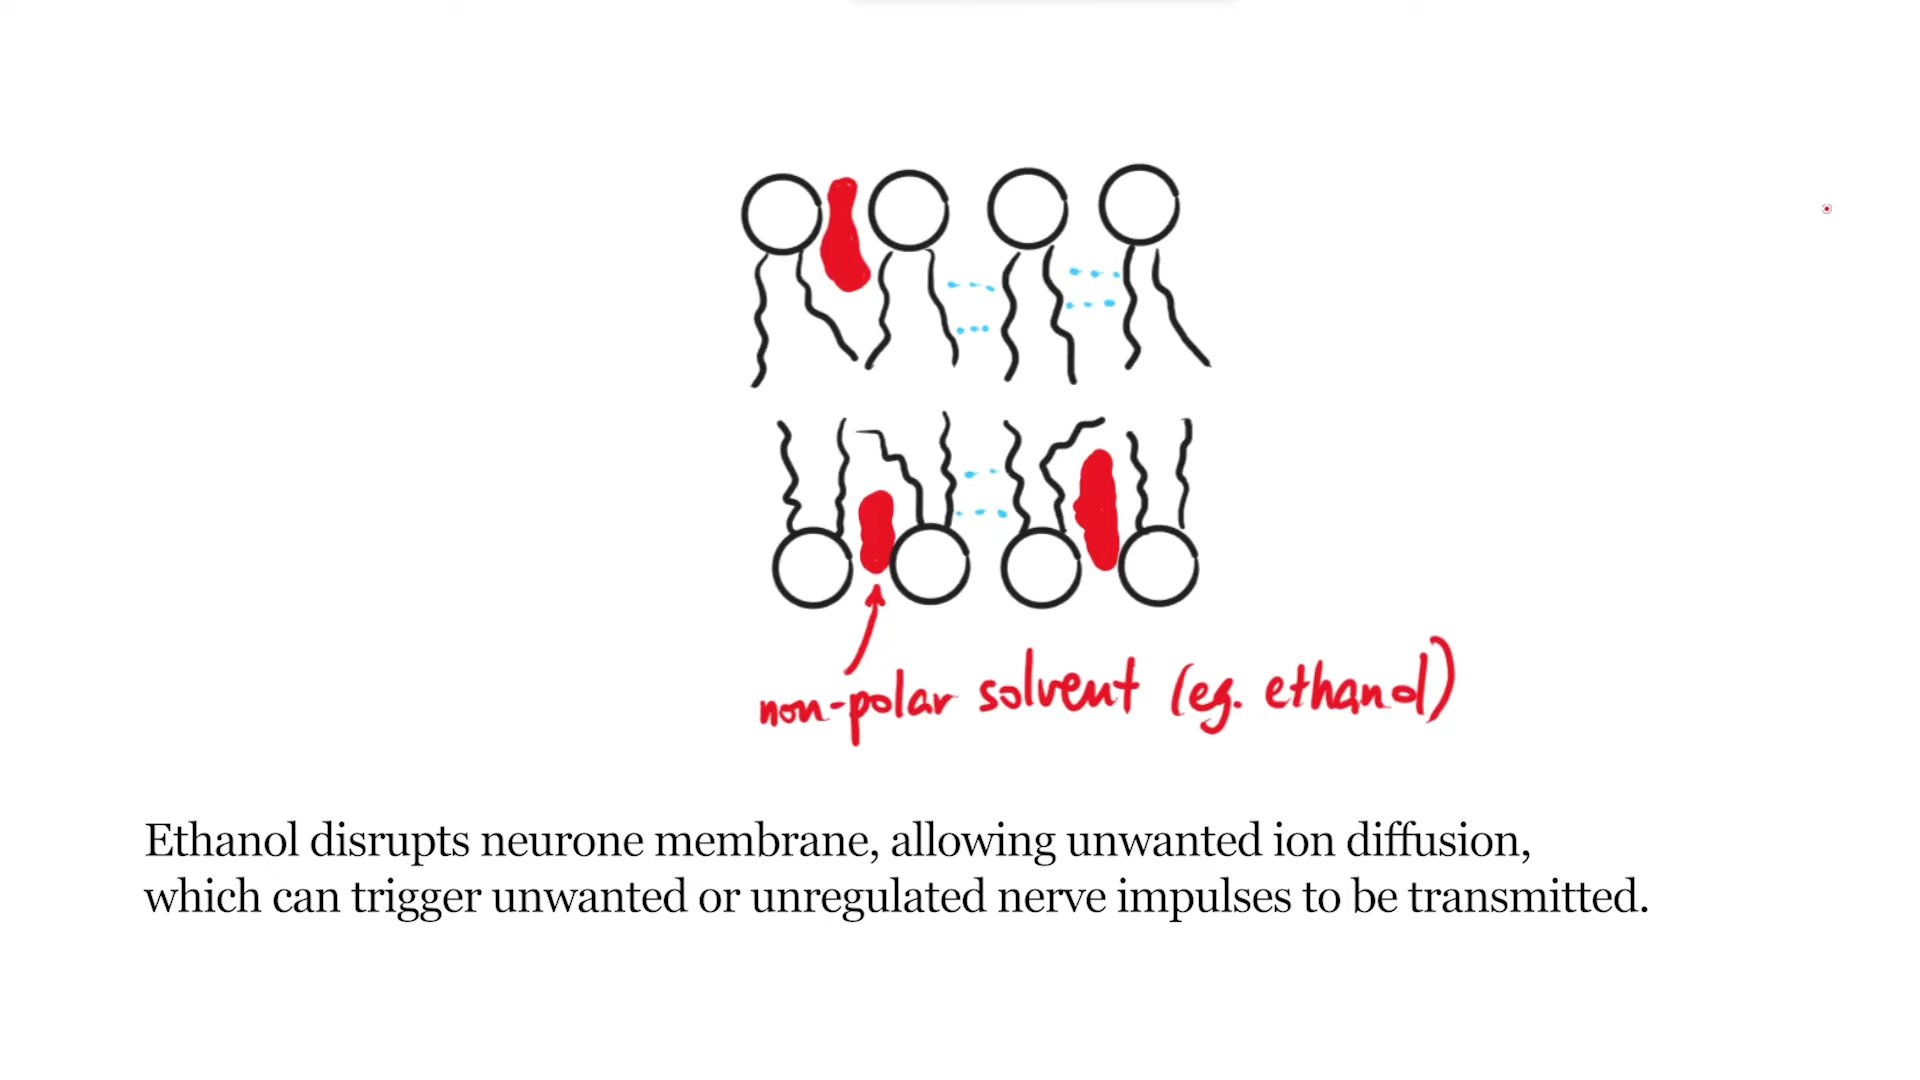 non-polar solvent (eg. ethanol)
Ethanol disrupts neurone membrane, allowing unwanted ion diffusion,
which can trigger unwanted or unregulated nerve impulses to be transmitted.